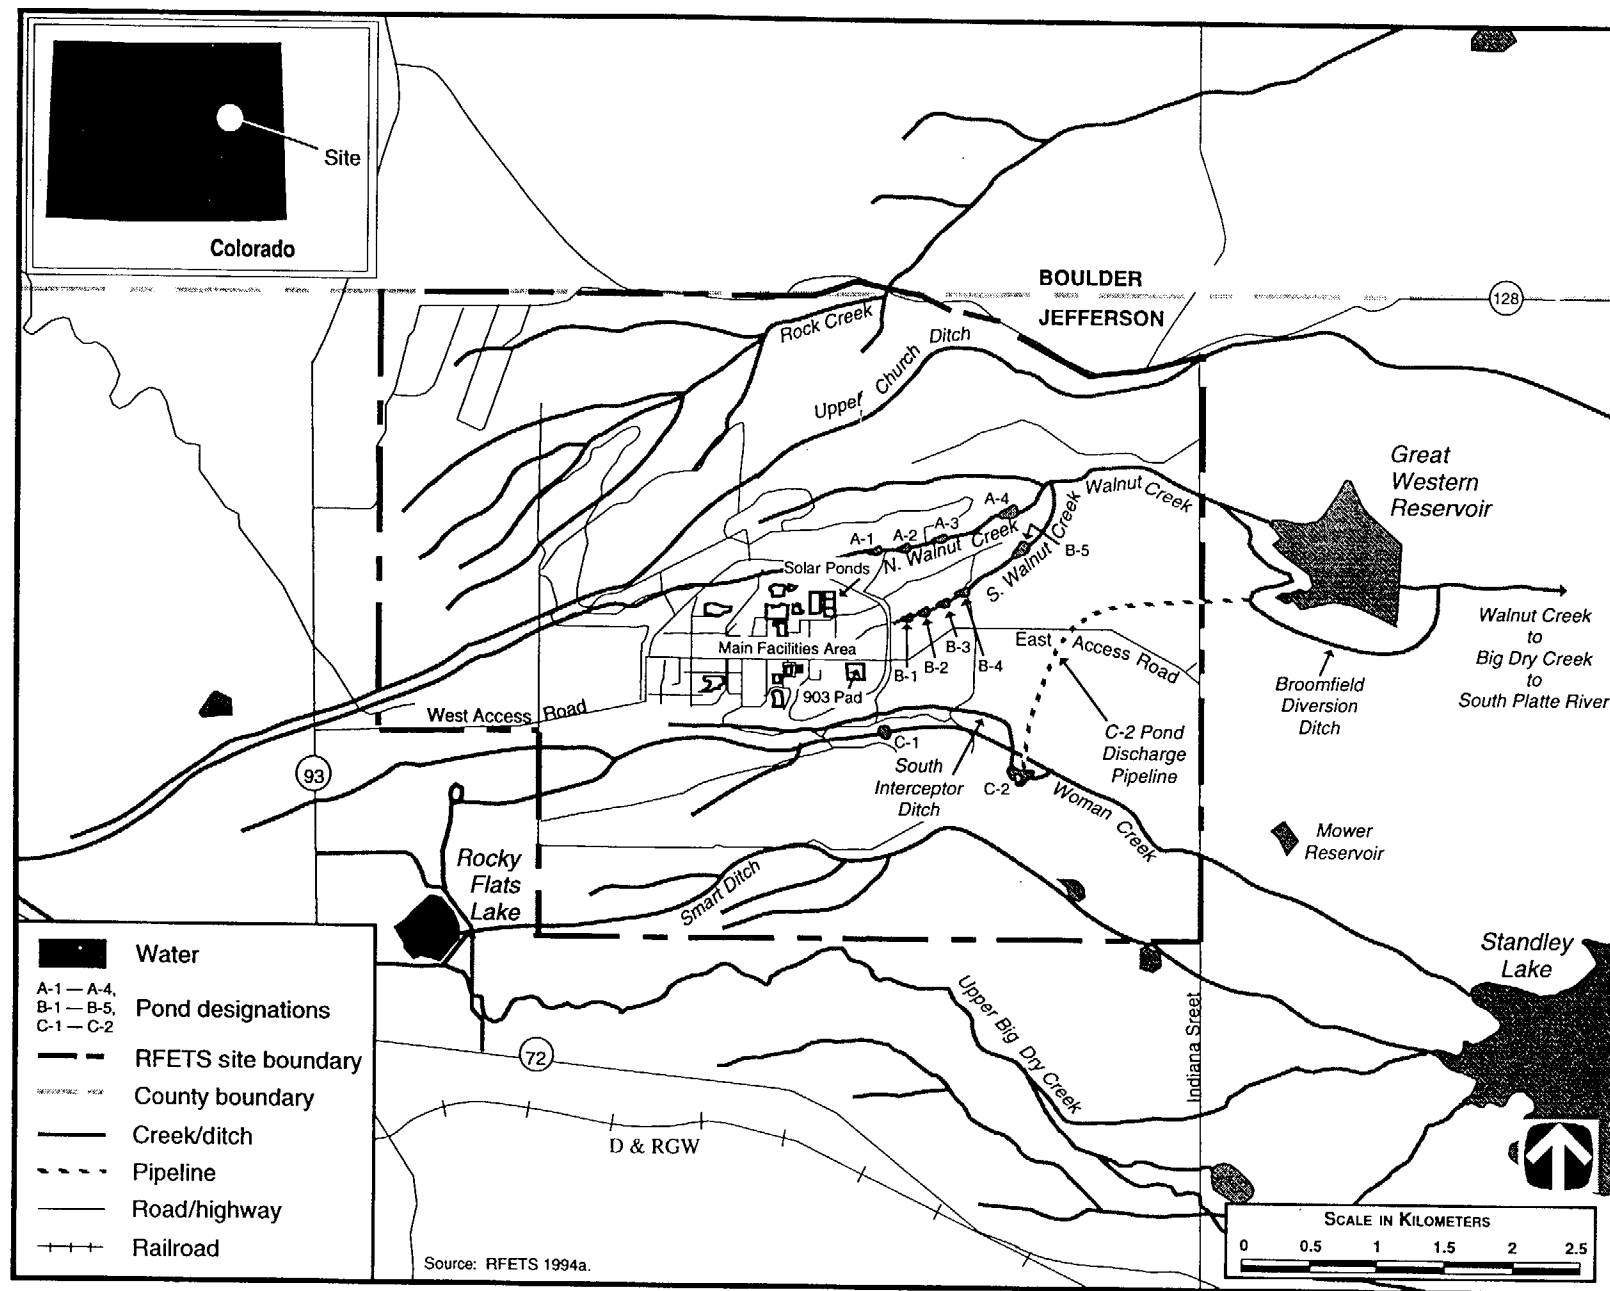 Site
Colorado
BOULDER
JEFFERSON
128
Rock Creek
Upper Church Ditch
Great
Western
Reservoir
Walnut Creek
A-4
A-3
A-2
A-1
N. Walnut Creek
B-5
S. Walnut Creek
Solar Ponds
Main Facilities Area
B-1
B-2
B-3
B-4
East Access Road
903 Pad
West Access Road
Walnut Creek
to
Big Dry Creek
to
South Platte River
Broomfield
Diversion
Ditch
C-2 Pond
Discharge
Pipeline
C-1
South
Interceptor
Ditch
C-2
Woman Creek
93
Mower
Reservoir
Rocky
Flats
Lake
Smart Ditch
Standley
Lake
Upper Big Dry Creek
Indiana Sreet
72
D & RGW
Water
A-1 — A-4,
B-1 — B-5,
C-1 — C-2
Pond designations
RFETS site boundary
County boundary
Creek/ditch
Pipeline
Road/highway
Railroad
Source: RFETS 1994a.
SCALE IN KILOMETERS
0 0.5 1 1.5 2 2.5